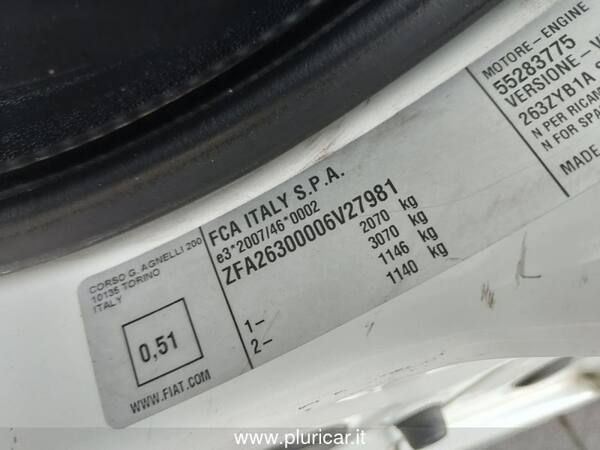 CORSO G. AGNELLI 200
10135 TORINO
ITALY
0,51
WWW.FIAT.COM
FCA ITALY S.P.A.
e3*2007/46*0002
ZFA26300006V27981
2070 kg
3070 kg
1- 1146 kg
2- 1140 kg
MOTORE - ENGINE
55283775
VERSIONE - V
263ZYB1A
N PER RICAM
N FOR SPA
MADE
www.pluricar.it